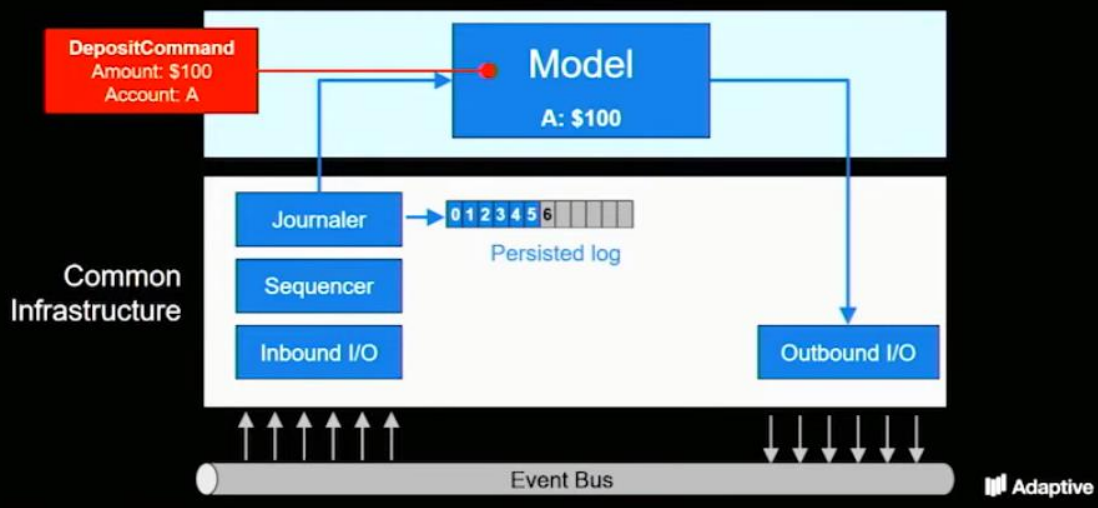 DepositCommand
Amount: $100
Account: A
Model
A: $100
Journaler
0 1 2 3 4 5 6
Persisted log
Common
Infrastructure
Sequencer
Inbound I/O
Outbound I/O
Event Bus
Adaptive